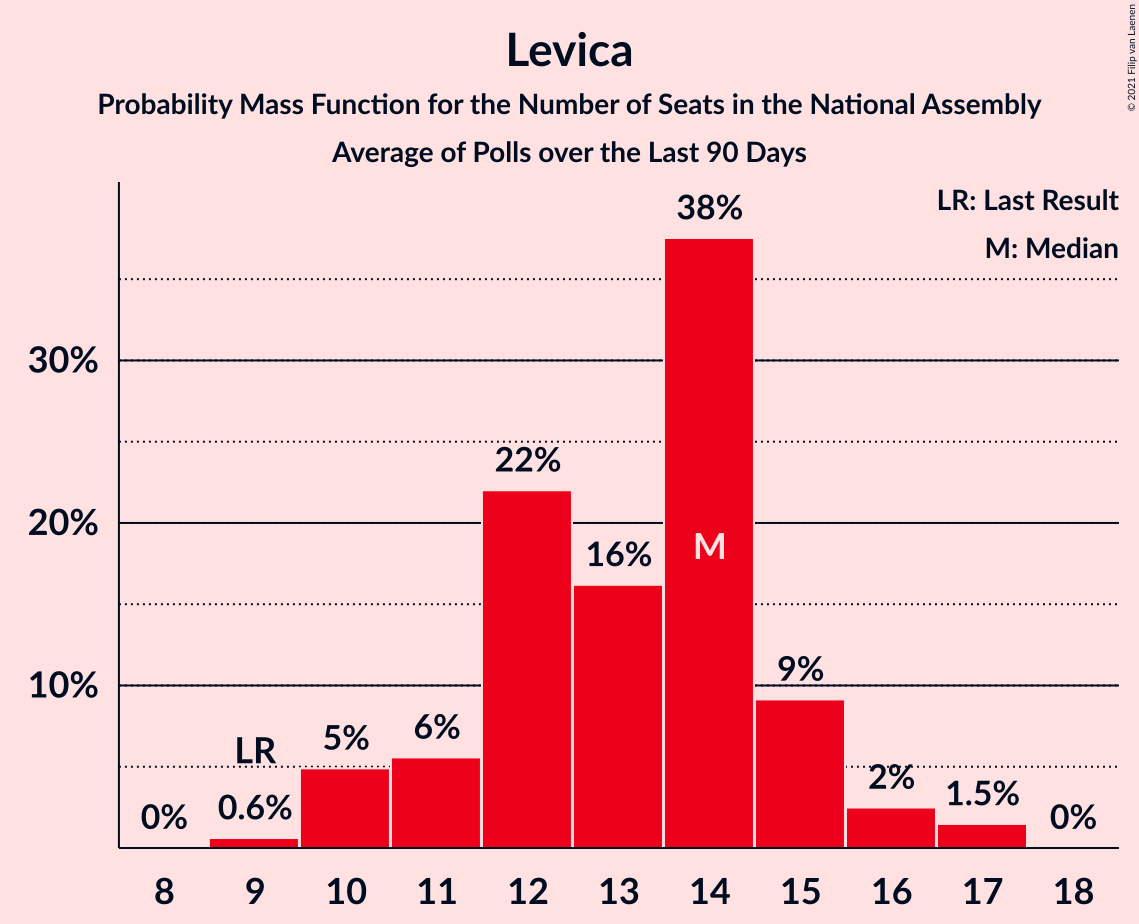 Levica
Probability Mass Function for the Number of Seats in the National Assembly
Average of Polls over the Last 90 Days
© 2021 Filip van Laenen
LR: Last Result
M: Median
30%
20%
10%
0%
LR
0.6%
5%
6%
22%
16%
38%
M
9%
2%
1.5%
0%
8 9 10 11 12 13 14 15 16 17 18